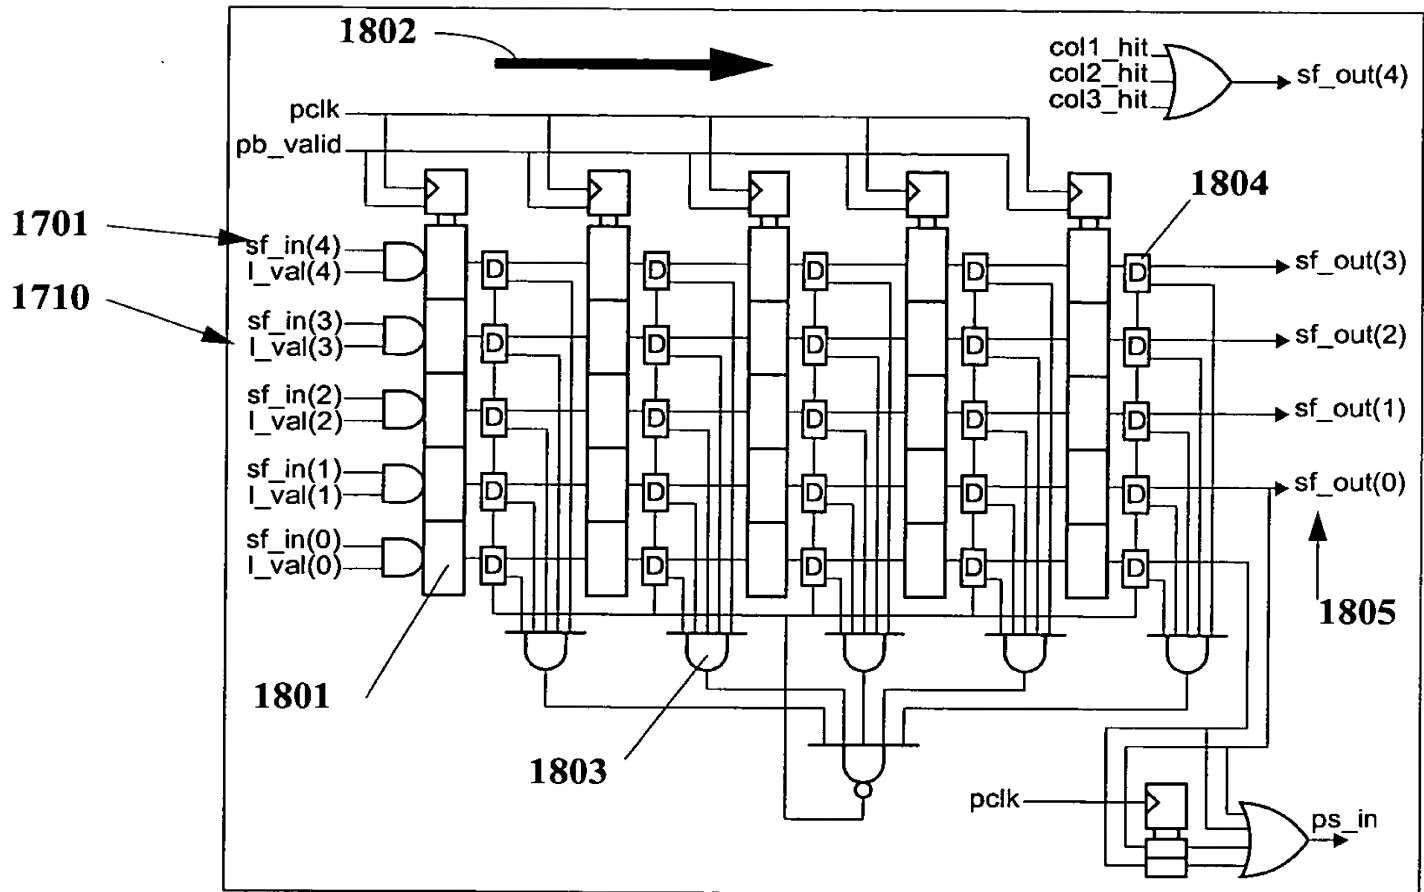 1802
col1_hit
col2_hit
col3_hit
sf_out(4)
pclk
pb_valid
1804
1701
1710
sf_in(4)
l_val(4)
sf_in(3)
l_val(3)
sf_in(2)
l_val(2)
sf_in(1)
l_val(1)
sf_in(0)
l_val(0)
D D D D D
D D D D D
D D D D D
D D D D D
D D D D D
sf_out(3)
sf_out(2)
sf_out(1)
sf_out(0)
1805
1801
1803
pclk
ps_in